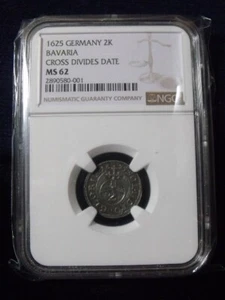 1625 GERMANY 2K
BAVARIA
CROSS DIVIDES DATE
MS 62
2890580-001
NUMISMATIC GUARANTY COMPANY
NGC